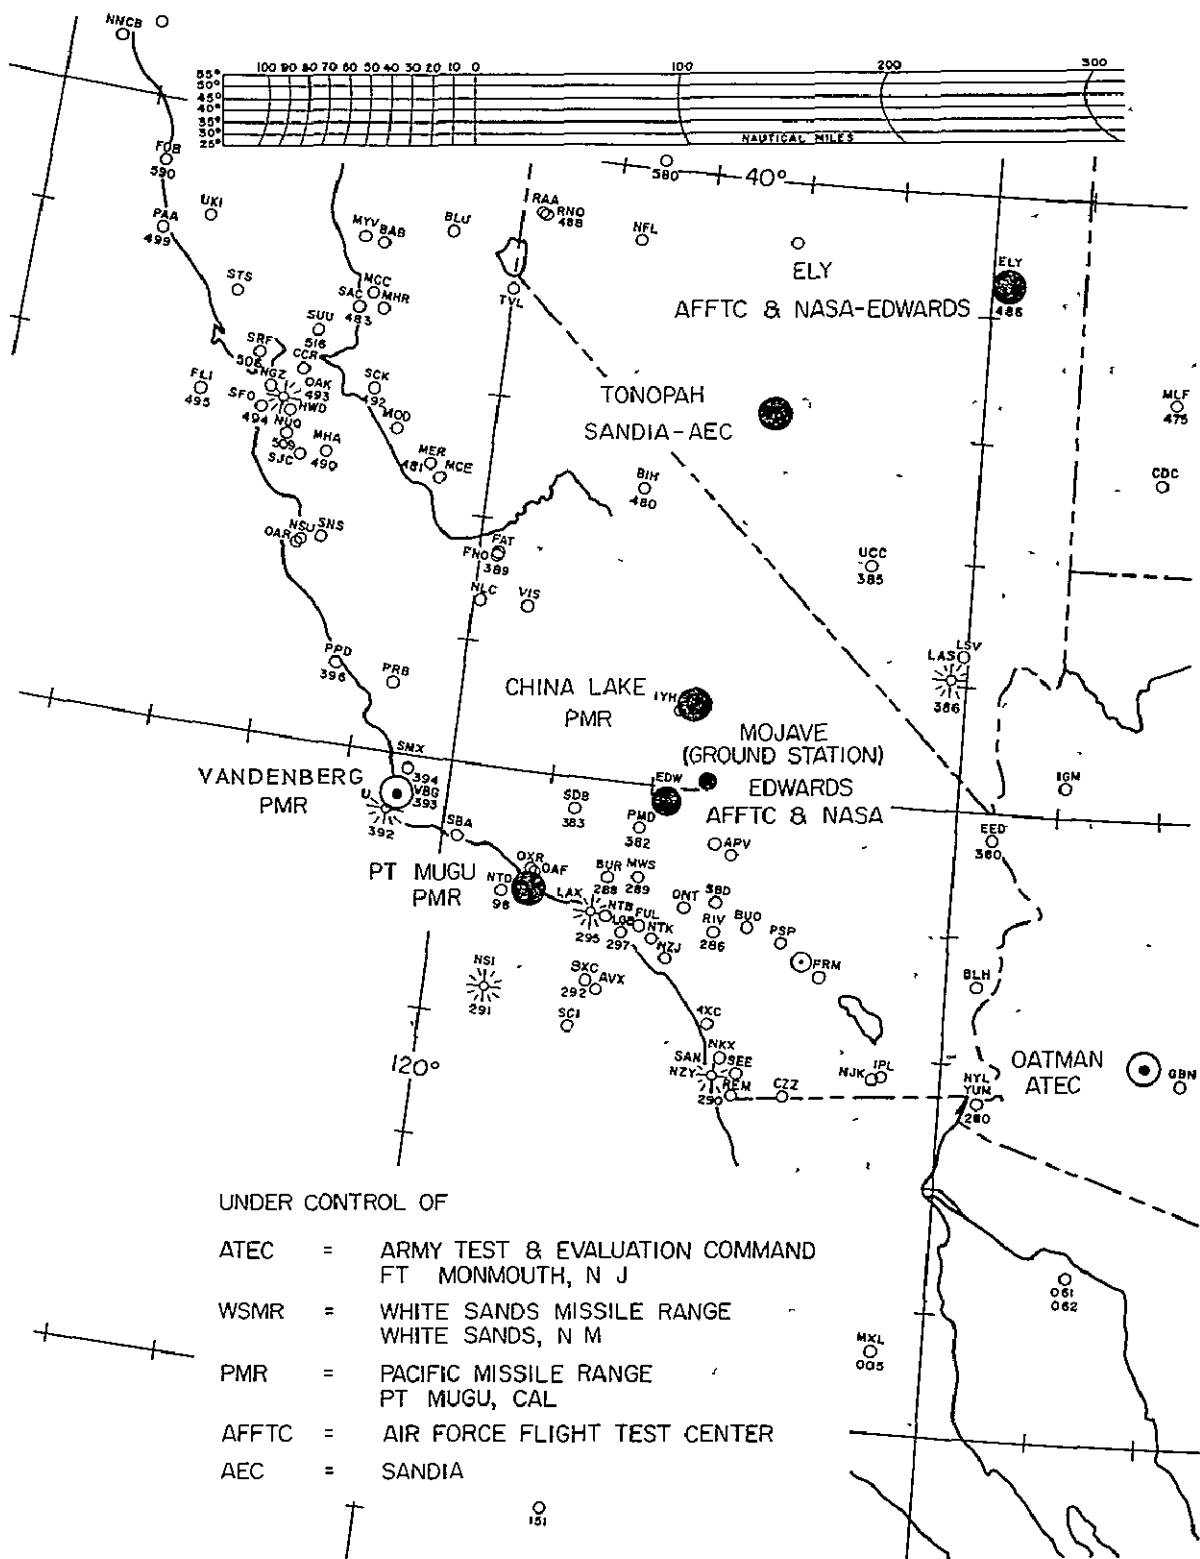 NMCB
100 90 80 70 60 50 40 30 20 10 0 100 200 300
55°
50°
45°
40°
35°
30°
25°
NAUTICAL MILES
FOB
590
580
40°
UKI
PAA
499
MYV
BAB
BLU
RAA
RNO
488
NFL
ELY
AFFTC & NASA-EDWARDS
ELY
486
STS
MCC
SAC
MHR
483
TVL
SUU
516
SRF
506
CCR
NGZ
OAK
493
SCK
492
FLI
495
SFO
494
HWD
NUQ
509
MOD
SJC
MHA
490
MER
481
MCE
TONOPAH
SANDIA-AEC
MLF
475
BIH
480
CDC
OAR
NSU
SNS
FAT
FNO
389
UCC
385
NLC
VIS
PPD
396
PRB
LSV
LAS
386
CHINA LAKE
PMR
IYH
MOJAVE
(GROUND STATION)
EDW
EDWARDS
AFFTC & NASA
IGM
SMX
394
VANDENBERG
PMR
VBG
393
U
392
SBA
SDB
383
PMD
382
APV
EED
380
PT MUGU
PMR
OXR
OAF
NTD
98
BUR
288
MWS
289
LAX
295
NTB
LGB
297
FUL
NTK
NZJ
ONT
SBD
RIV
286
BUO
PSP
PRM
BLH
NSI
291
SXC
292
AVX
SCI
4XC
120°
SAN
NZY
NKX
SEE
REM
290
CZZ
NJK
IPL
NYL
YUM
280
OATMAN
ATEC
GBN
UNDER CONTROL OF
ATEC = ARMY TEST & EVALUATION COMMAND
FT MONMOUTH, N J
WSMR = WHITE SANDS MISSILE RANGE
WHITE SANDS, N M
PMR = PACIFIC MISSILE RANGE
PT MUGU, CAL
AFFTC = AIR FORCE FLIGHT TEST CENTER
AEC = SANDIA
061
062
MXL
005
151